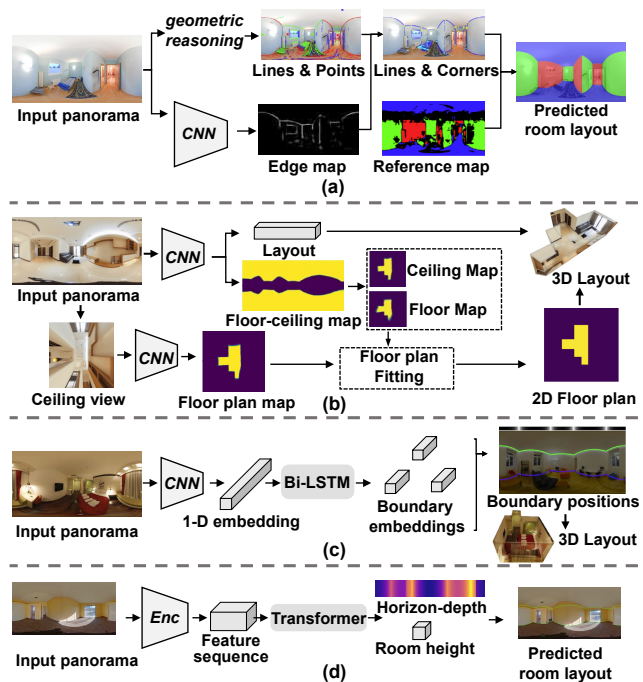 geometric
reasoning
Lines & Points
Lines & Corners
Input panorama
CNN
Predicted
room layout
Edge map
Reference map
(a)
CNN
Layout
Ceiling Map
3D Layout
Input panorama
Floor-ceiling map
Floor Map
CNN
Floor plan
Fitting
Ceiling view
Floor plan map
(b)
2D Floor plan
CNN
Bi-LSTM
1-D embedding
Boundary
embeddings
Boundary positions
Input panorama
(c)
3D Layout
Enc
Transformer
Horizon-depth
Feature
sequence
Room height
Input panorama
(d)
Predicted
room layout